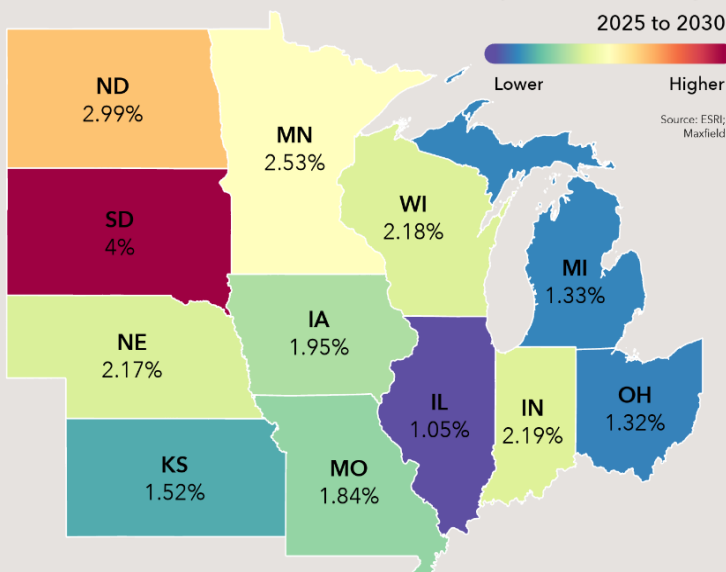 2025 to 2030
Lower
Higher
Source: ESRI;
Maxfield
ND
2.99%
MN
2.53%
SD
4%
WI
2.18%
MI
1.33%
IA
1.95%
NE
2.17%
IL
1.05%
IN
2.19%
OH
1.32%
KS
1.52%
MO
1.84%